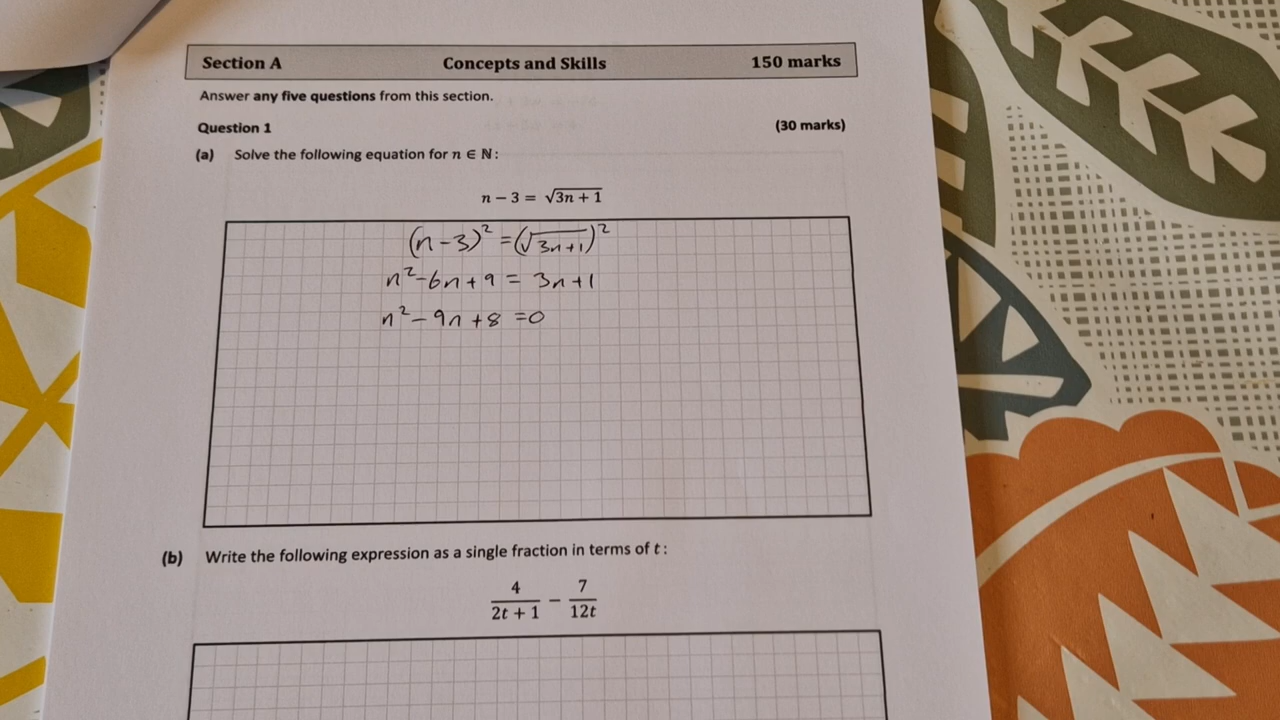 Section A Concepts and Skills 150 marks
Answer any five questions from this section.
Question 1 (30 marks)
(a) Solve the following equation for n ∈ ℕ:
n − 3 = √(3n + 1)
(n-3)² = (√(3n+1))²
n²-6n+9 = 3n+1
n²-9n+8=0
(b) Write the following expression as a single fraction in terms of t:
4/(2t + 1) − 7/(12t)